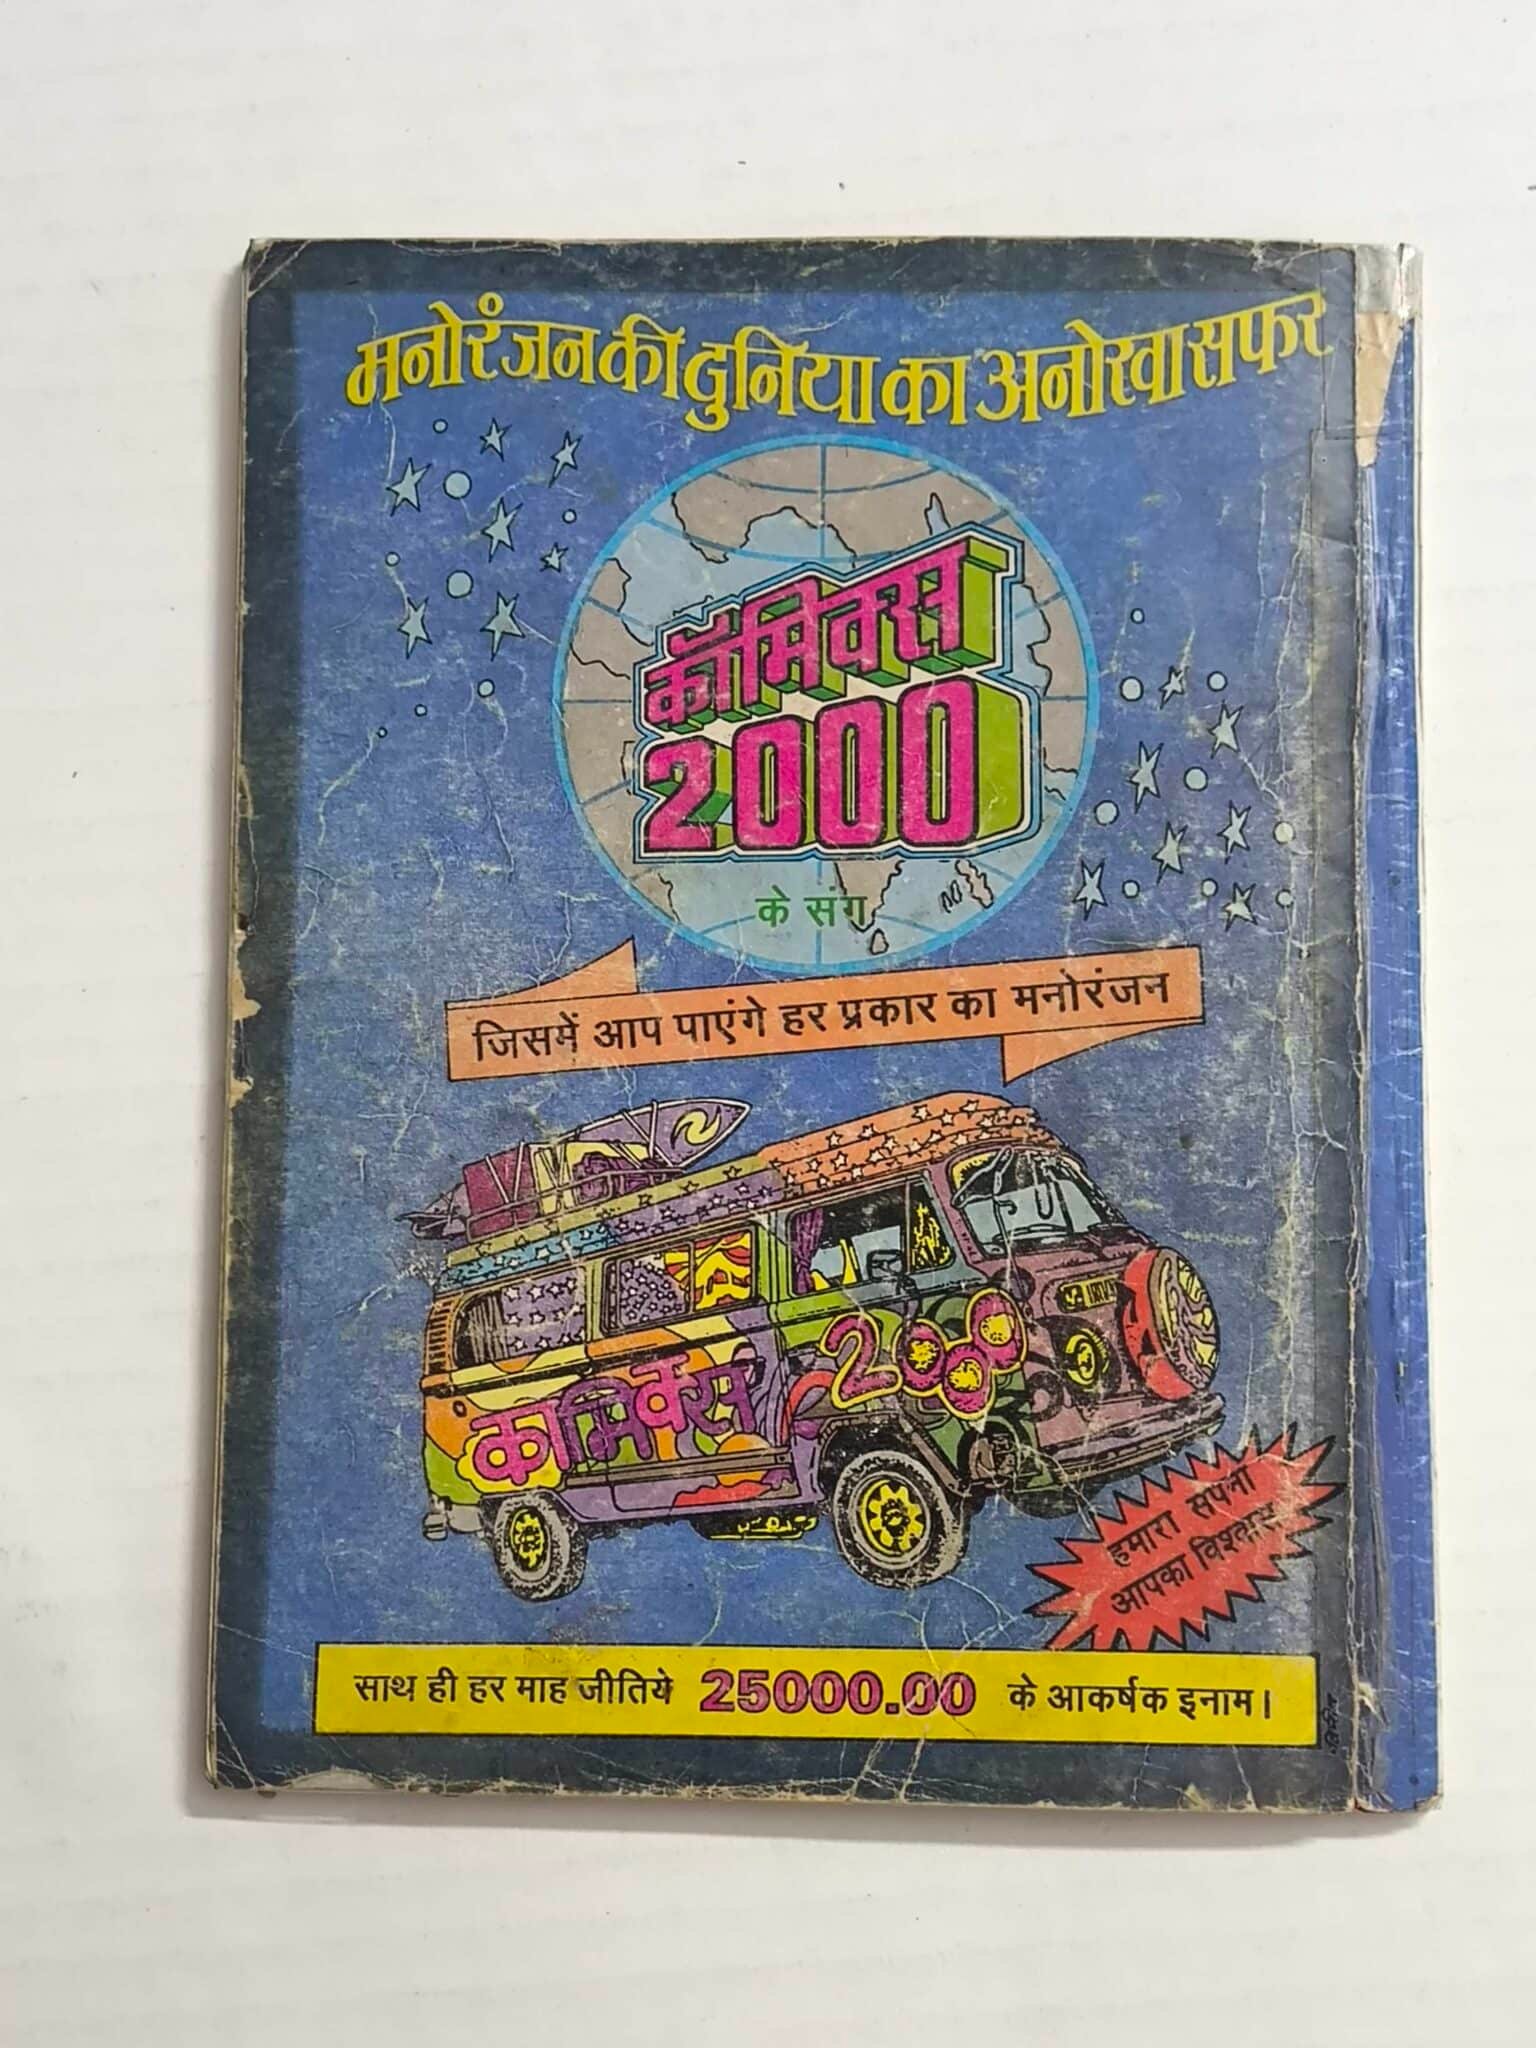 मनोरंजन की दुनिया का अनोखा सफर
कॉमिक्स
2000
के संग
जिसमें आप पाएंगे हर प्रकार का मनोरंजन
कामिक्स 2000
हमारा सपना
आपका विश्वास
साथ ही हर माह जीतिये 25000.00 के आकर्षक इनाम।